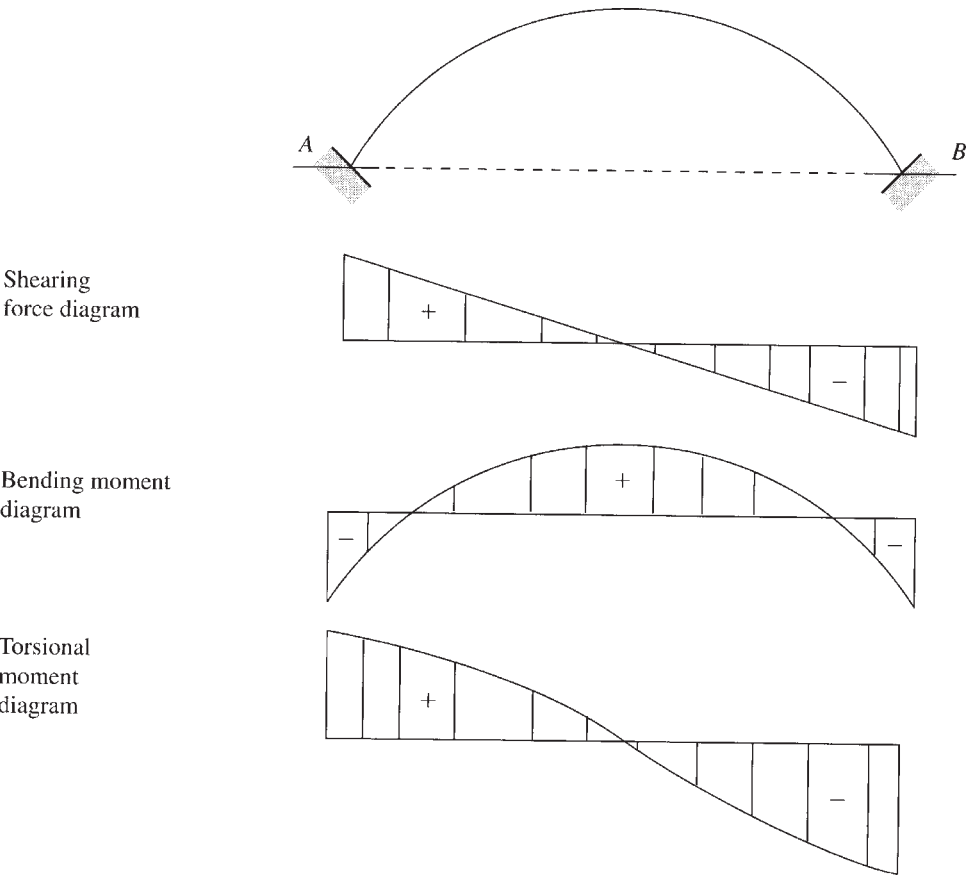 A
B
Shearing
force diagram
+
−
Bending moment
diagram
+
−
−
Torsional
moment
diagram
+
−